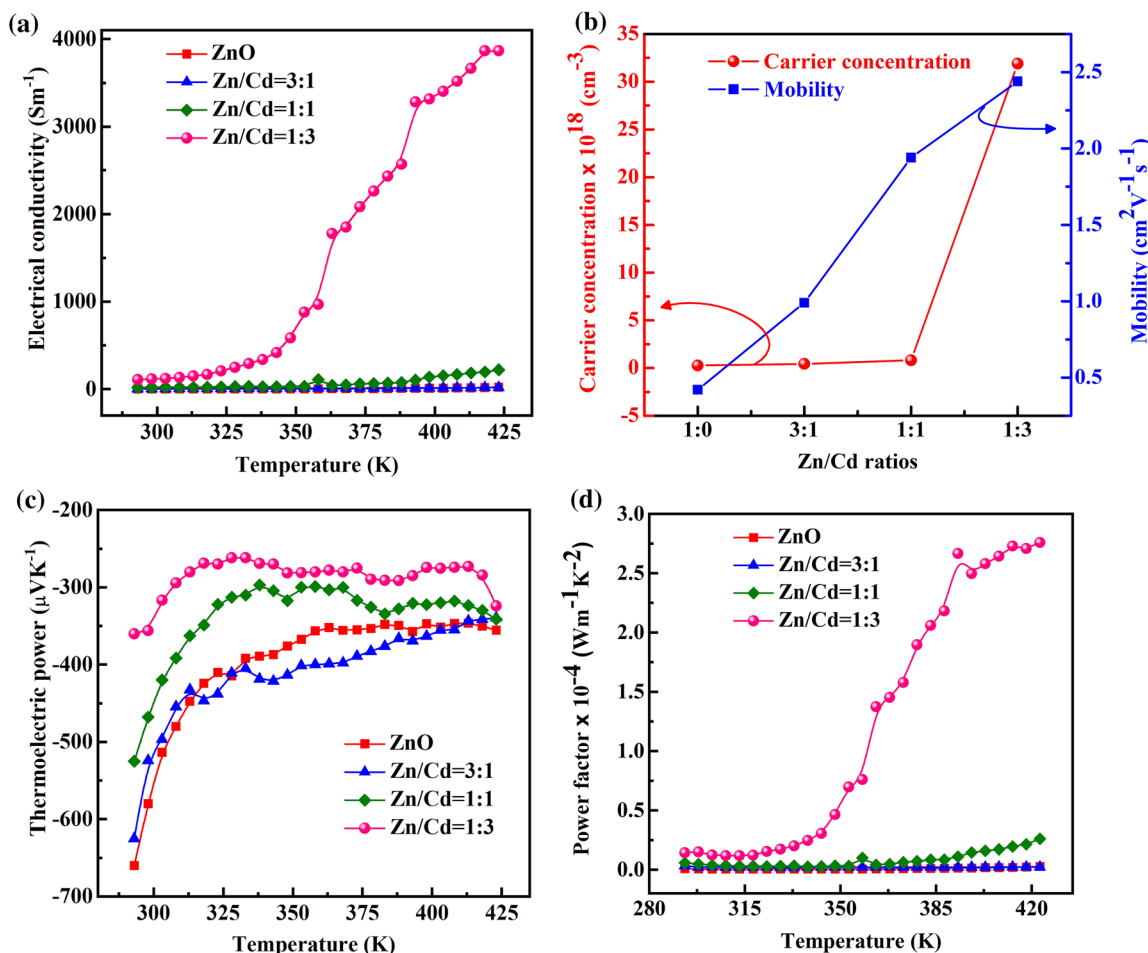 (a)
4000
3000
2000
1000
0
Electrical conductivity (Sm⁻¹)
ZnO
Zn/Cd=3:1
Zn/Cd=1:1
Zn/Cd=1:3
300 325 350 375 400 425
Temperature (K)
(b)
35
30
25
20
15
10
5
0
-5
Carrier concentration x 10¹⁸ (cm⁻³)
Carrier concentration
Mobility
2.5
2.0
1.5
1.0
0.5
Mobility (cm²V⁻¹s⁻¹)
1:0 3:1 1:1 1:3
Zn/Cd ratios
(c)
-200
-300
-400
-500
-600
-700
Thermoelectric power (μVK⁻¹)
ZnO
Zn/Cd=3:1
Zn/Cd=1:1
Zn/Cd=1:3
300 325 350 375 400 425
Temperature (K)
(d)
3.0
2.5
2.0
1.5
1.0
0.5
0.0
Power factor x 10⁻⁴ (Wm⁻¹K⁻²)
ZnO
Zn/Cd=3:1
Zn/Cd=1:1
Zn/Cd=1:3
280 315 350 385 420
Temperature (K)